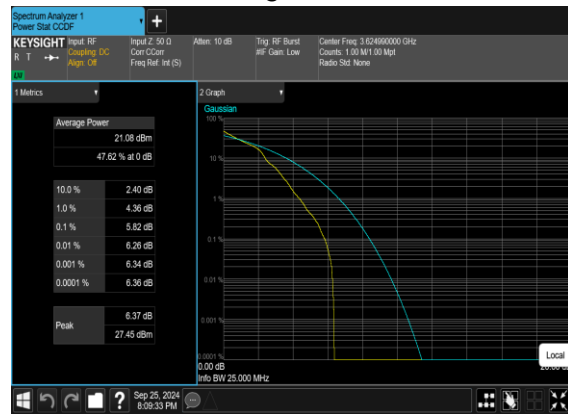 Spectrum Analyzer 1
Power Stat CCDF
KEYSIGHT
R T
LXI
Input: RF
Coupling: DC
Align: Off
Input Z: 50 Ω
Corr CCorr
Freq Ref: Int (S)
Atten: 10 dB
Trig: RF Burst
#IF Gain: Low
Center Freq: 3.624990000 GHz
Counts: 1.00 M/1.00 Mpt
Radio Std: None
1 Metrics
Average Power
21.08 dBm
47.62 % at 0 dB
10.0 % 2.40 dB
1.0 % 4.36 dB
0.1 % 5.82 dB
0.01 % 6.26 dB
0.001 % 6.34 dB
0.0001 % 6.36 dB
Peak
6.37 dB
27.45 dBm
2 Graph
Gaussian
100 %
10 %
1 %
0.1 %
0.01 %
0.001 %
0.0001 %
0.00 dB
Info BW 25.000 MHz
Local
?
Sep 25, 2024
8:09:33 PM